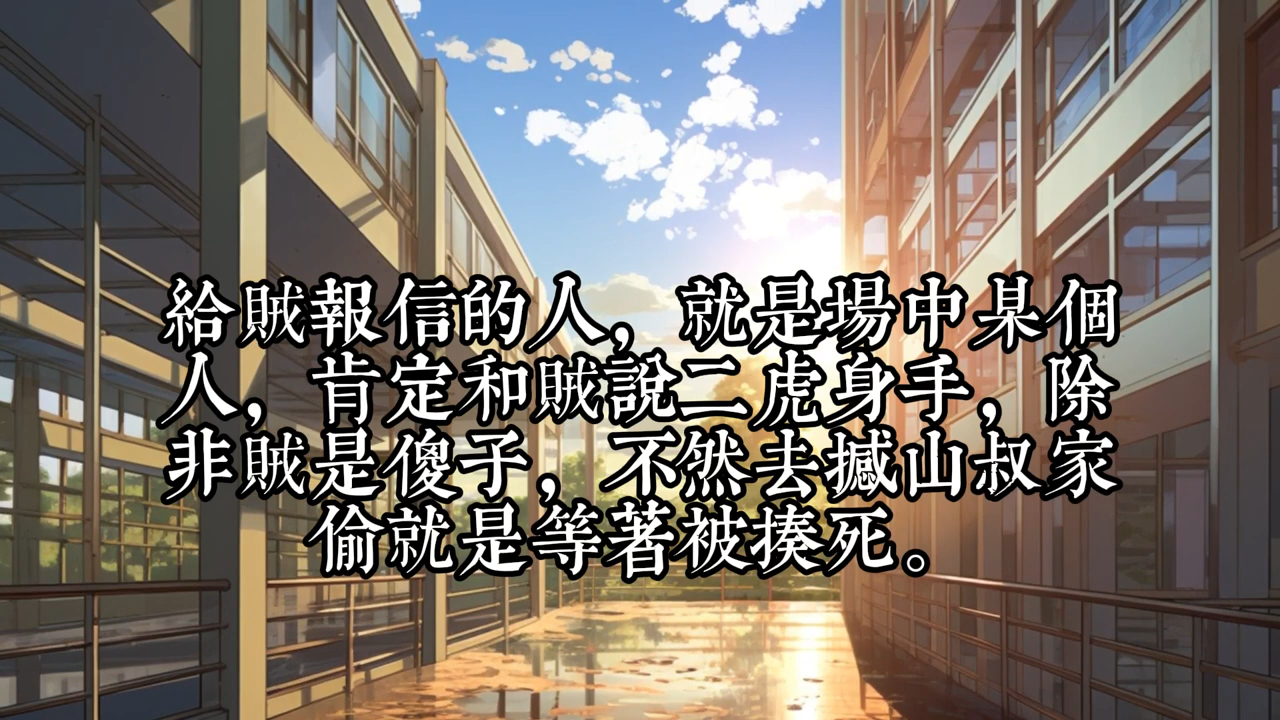 給賊報信的人，就是場中某個
人，肯定和賊說二虎身手，除
非賊是傻子，不然去撼山叔家
偷就是等著被揍死。